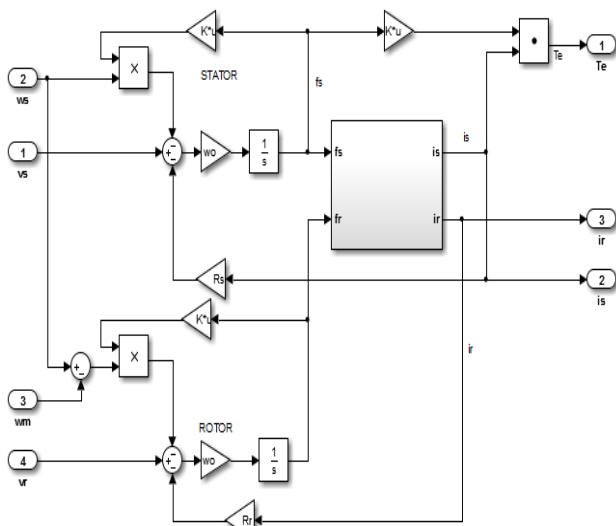 K*u
K*u
1
Te
Te
X
STATOR
2
ws
fs
1
vs
wo
1
s
fs
is
is
fr
ir
3
ir
Rs
2
is
K*u
X
ir
3
wm
ROTOR
4
vr
wo
1
s
Rr